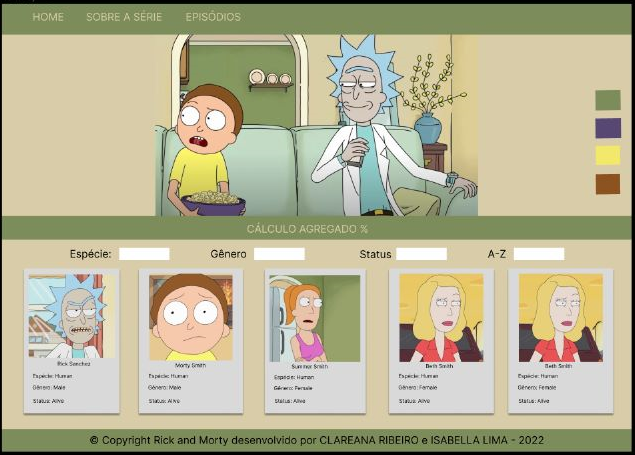 HOME SOBRE A SÉRIE EPISÓDIOS
CÁLCULO AGREGADO %
Espécie: Gênero Status A-Z
Rick Sanchez
Espécie: Human
Gênero: Male
Status: Alive
Morty Smith
Espécie: Human
Gênero: Male
Status: Alive
Summer Smith
Espécie: Human
Gênero: Female
Status: Alive
Beth Smith
Espécie: Human
Gênero: Female
Status: Alive
Beth Smith
Espécie: Human
Gênero: Female
Status: Alive
© Copyright Rick and Morty desenvolvido por CLAREANA RIBEIRO e ISABELLA LIMA - 2022